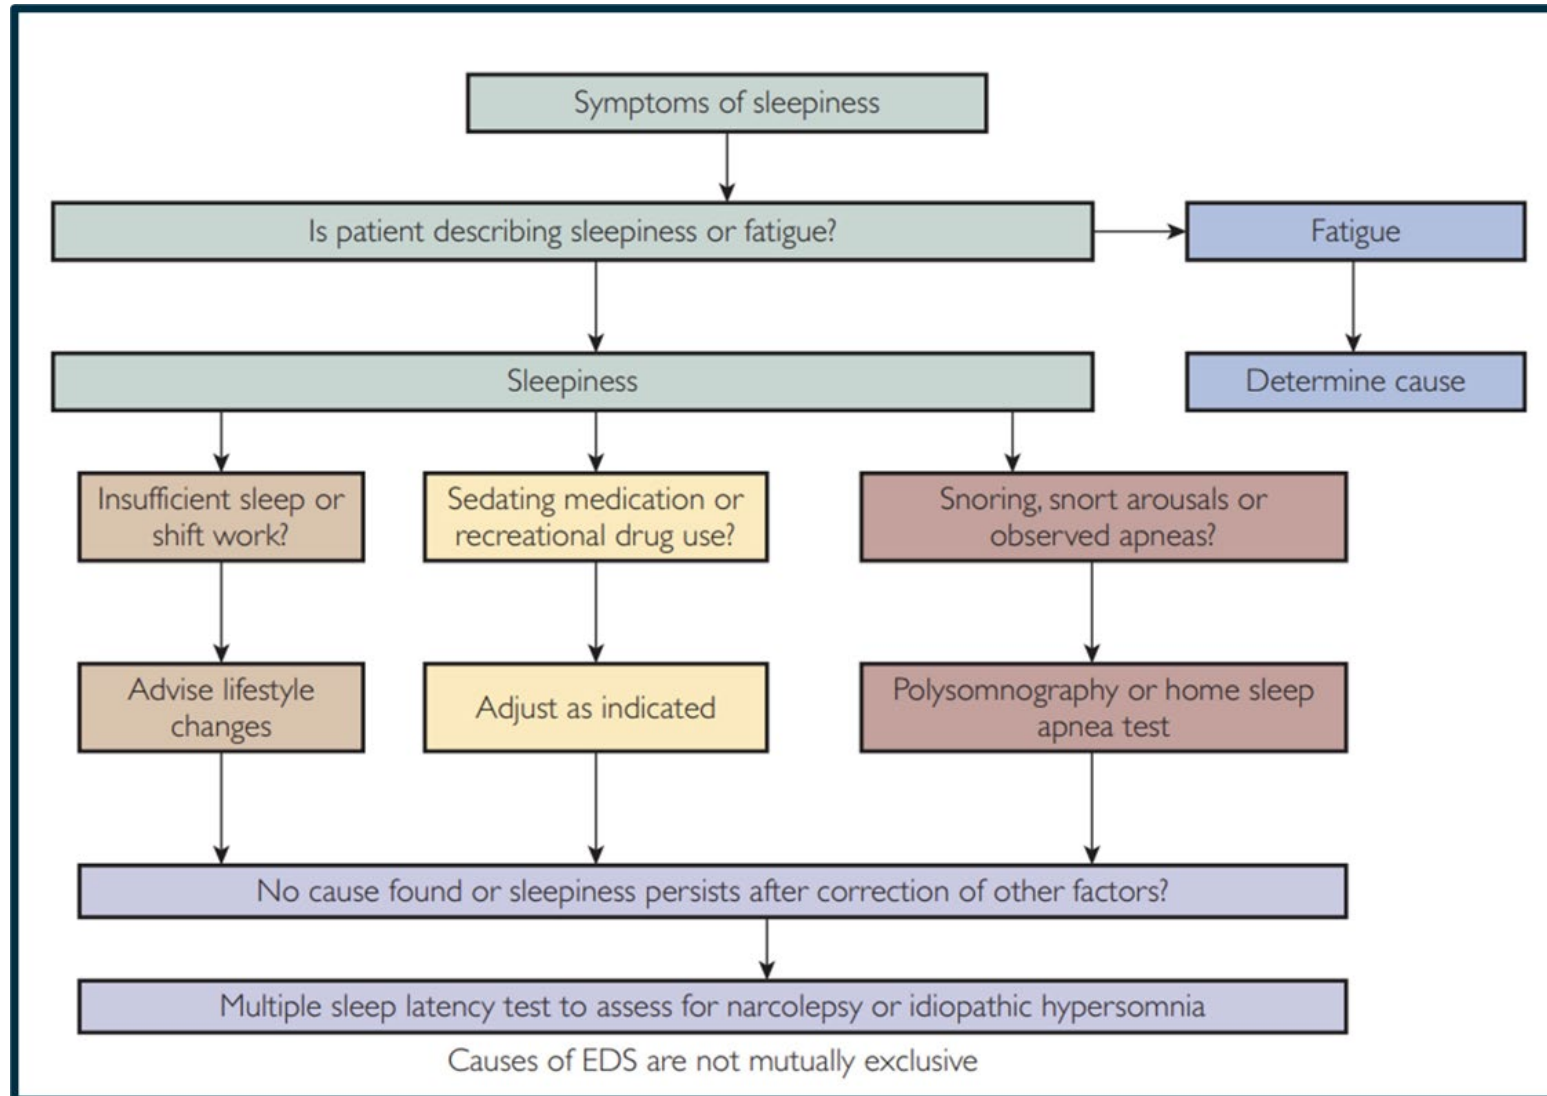 Symptoms of sleepiness
Is patient describing sleepiness or fatigue?
Fatigue
Sleepiness
Determine cause
Insufficient sleep or
shift work?
Sedating medication or
recreational drug use?
Snoring, snort arousals or
observed apneas?
Advise lifestyle
changes
Adjust as indicated
Polysomnography or home sleep
apnea test
No cause found or sleepiness persists after correction of other factors?
Multiple sleep latency test to assess for narcolepsy or idiopathic hypersomnia
Causes of EDS are not mutually exclusive